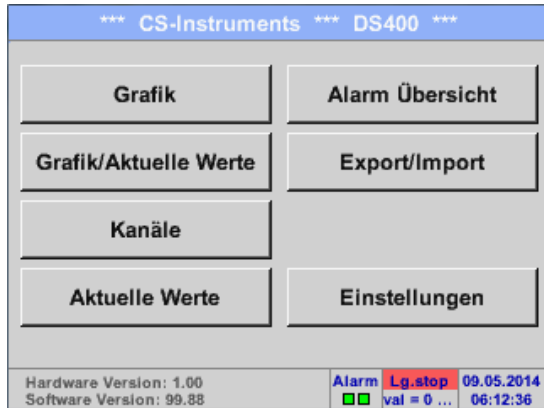 *** CS-Instruments *** DS400 ***
Grafik
Alarm Übersicht
Grafik/Aktuelle Werte
Export/Import
Kanäle
Aktuelle Werte
Einstellungen
Hardware Version: 1.00
Software Version: 99.88
Alarm
Lg.stop
val = 0 ...
09.05.2014
06:12:36